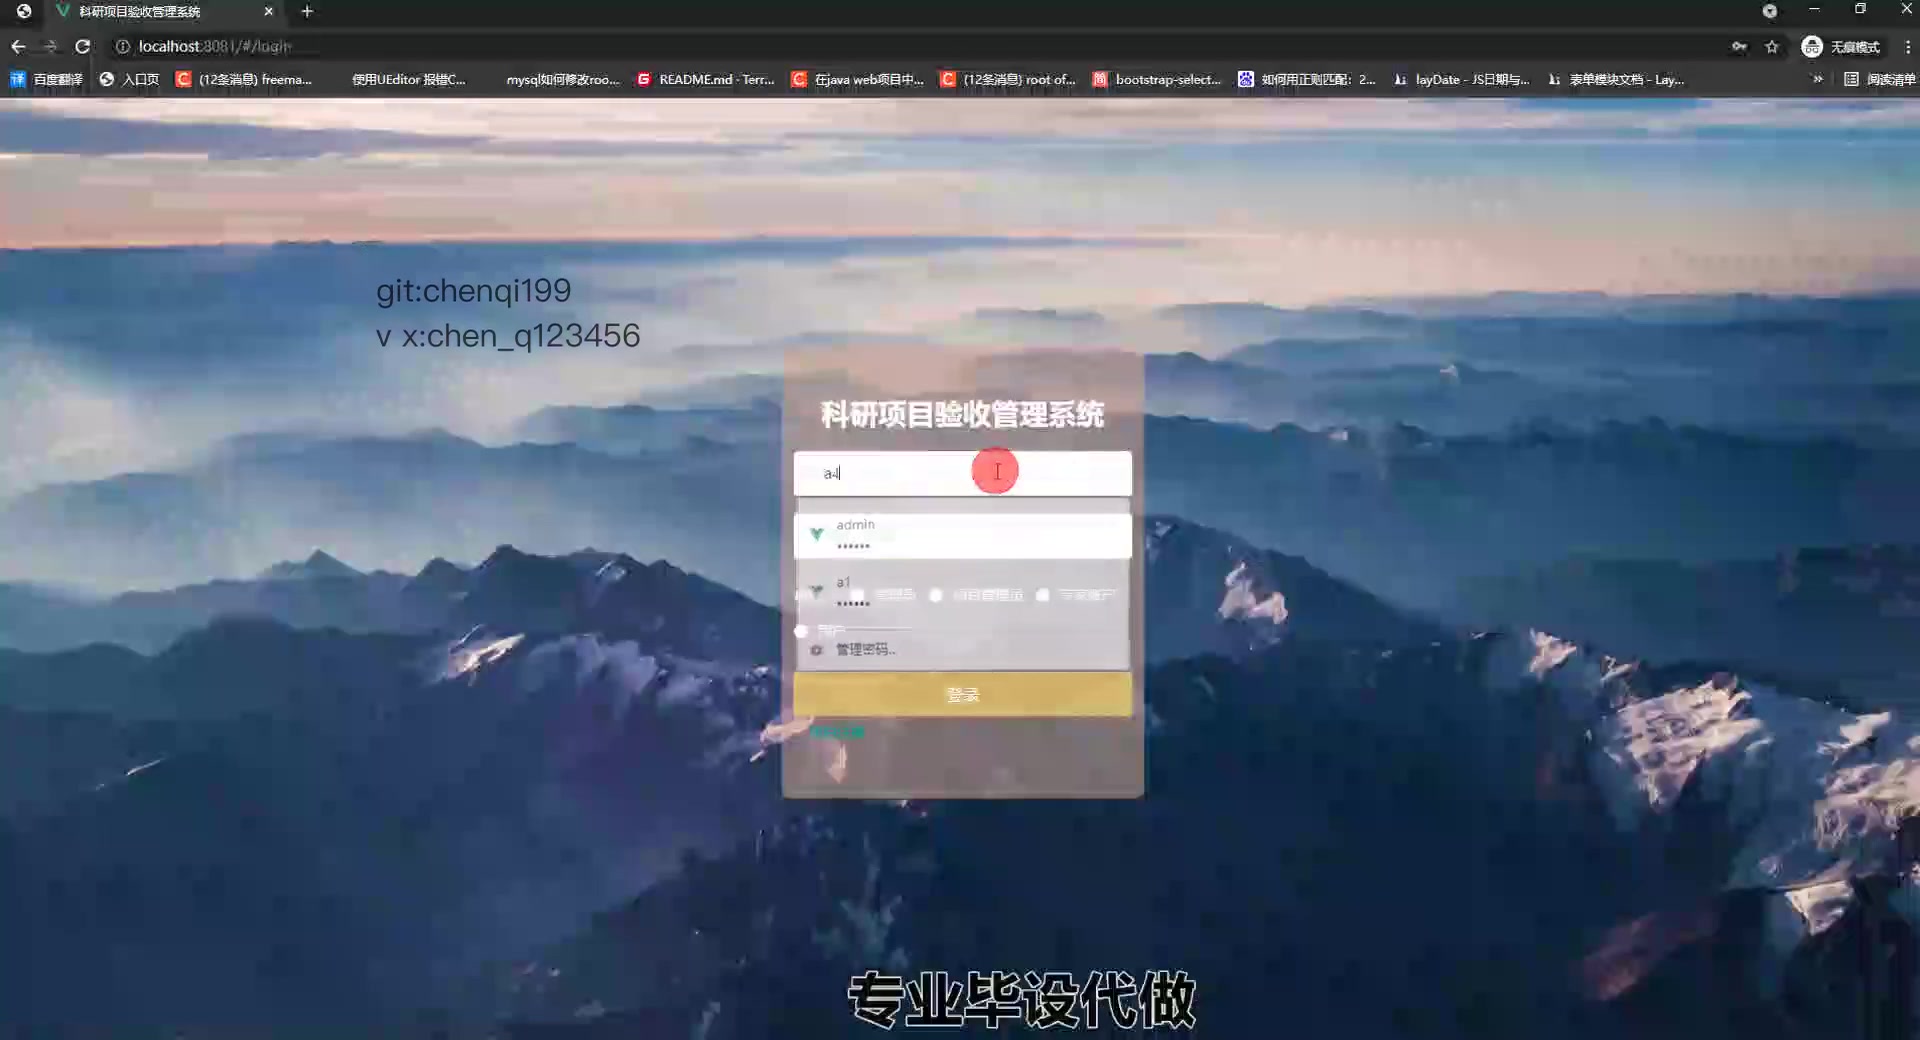 科研项目验收管理系统
localhost:8081/#/login
无痕模式
百度翻译
入口页
(12条消息) freema...
使用UEditor 报错C...
mysql如何修改roo...
README.md · Terr...
在java web项目中...
(12条消息) root of...
bootstrap-select...
如何用正则匹配：2...
layDate - JS日期与...
表单模块文档 - Lay...
»
阅读清单
git:chenqi199
v x:chen_q123456
科研项目验收管理系统
a4
admin
••••••
a1
••••••
管理密码...
登录
专业毕设代做